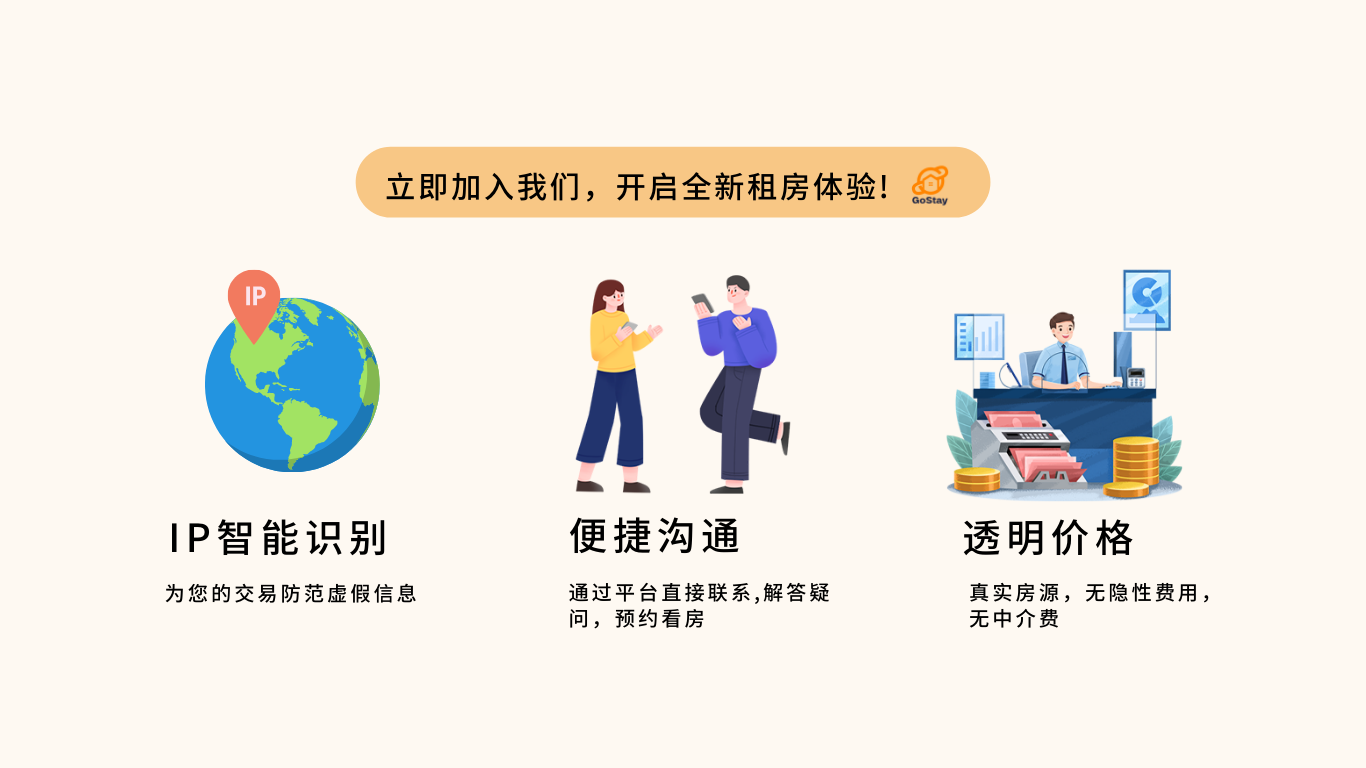 立即加入我们，开启全新租房体验!
GoStay
IP
IP智能识别
为您的交易防范虚假信息
便捷沟通
通过平台直接联系,解答疑
问，预约看房
透明价格
真实房源，无隐性费用，
无中介费